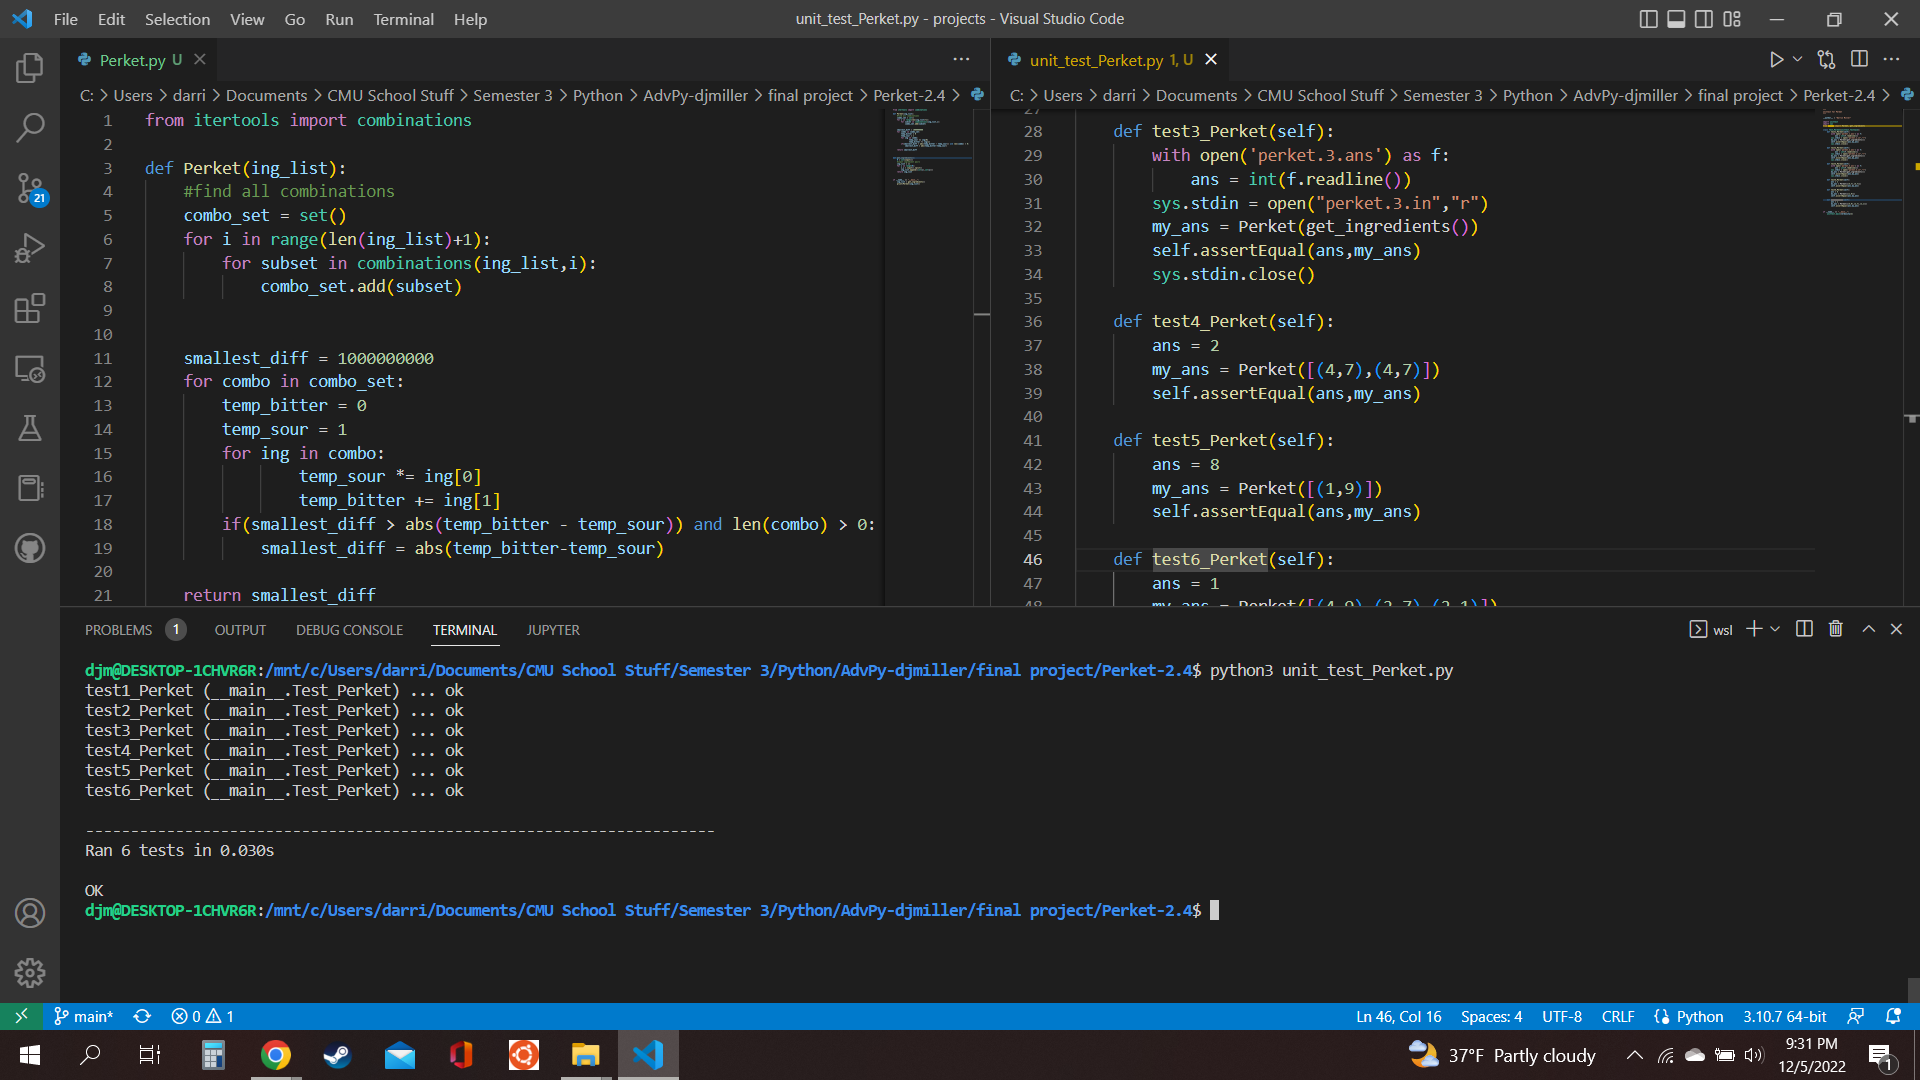 File Edit Selection View Go Run Terminal Help
unit_test_Perket.py - projects - Visual Studio Code
Perket.py U
C: > Users > darri > Documents > CMU School Stuff > Semester 3 > Python > AdvPy-djmiller > final project > Perket-2.4 >
1 from itertools import combinations
2
3 def Perket(ing_list):
4 #find all combinations
5 combo_set = set()
6 for i in range(len(ing_list)+1):
7 for subset in combinations(ing_list,i):
8 combo_set.add(subset)
9
10
11 smallest_diff = 1000000000
12 for combo in combo_set:
13 temp_bitter = 0
14 temp_sour = 1
15 for ing in combo:
16 temp_sour *= ing[0]
17 temp_bitter += ing[1]
18 if(smallest_diff > abs(temp_bitter - temp_sour)) and len(combo) > 0:
19 smallest_diff = abs(temp_bitter-temp_sour)
20
21 return smallest_diff
unit_test_Perket.py 1, U
C: > Users > darri > Documents > CMU School Stuff > Semester 3 > Python > AdvPy-djmiller > final project > Perket-2.4 >
27
28 def test3_Perket(self):
29 with open('perket.3.ans') as f:
30 ans = int(f.readline())
31 sys.stdin = open("perket.3.in","r")
32 my_ans = Perket(get_ingredients())
33 self.assertEqual(ans,my_ans)
34 sys.stdin.close()
35
36 def test4_Perket(self):
37 ans = 2
38 my_ans = Perket([(4,7),(4,7)])
39 self.assertEqual(ans,my_ans)
40
41 def test5_Perket(self):
42 ans = 8
43 my_ans = Perket([(1,9)])
44 self.assertEqual(ans,my_ans)
45
46 def test6_Perket(self):
47 ans = 1
48 my_ans = Perket([(4,9),(2,7),(2,1)])
PROBLEMS 1 OUTPUT DEBUG CONSOLE TERMINAL JUPYTER
wsl
djm@DESKTOP-1CHVR6R:/mnt/c/Users/darri/Documents/CMU School Stuff/Semester 3/Python/AdvPy-djmiller/final project/Perket-2.4$ python3 unit_test_Perket.py
test1_Perket (__main__.Test_Perket) ... ok
test2_Perket (__main__.Test_Perket) ... ok
test3_Perket (__main__.Test_Perket) ... ok
test4_Perket (__main__.Test_Perket) ... ok
test5_Perket (__main__.Test_Perket) ... ok
test6_Perket (__main__.Test_Perket) ... ok
----------------------------------------------------------------------
Ran 6 tests in 0.030s
OK
djm@DESKTOP-1CHVR6R:/mnt/c/Users/darri/Documents/CMU School Stuff/Semester 3/Python/AdvPy-djmiller/final project/Perket-2.4$
21
main* 0 1
Ln 46, Col 16 Spaces: 4 UTF-8 CRLF Python 3.10.7 64-bit
37°F Partly cloudy
9:31 PM
12/5/2022
1